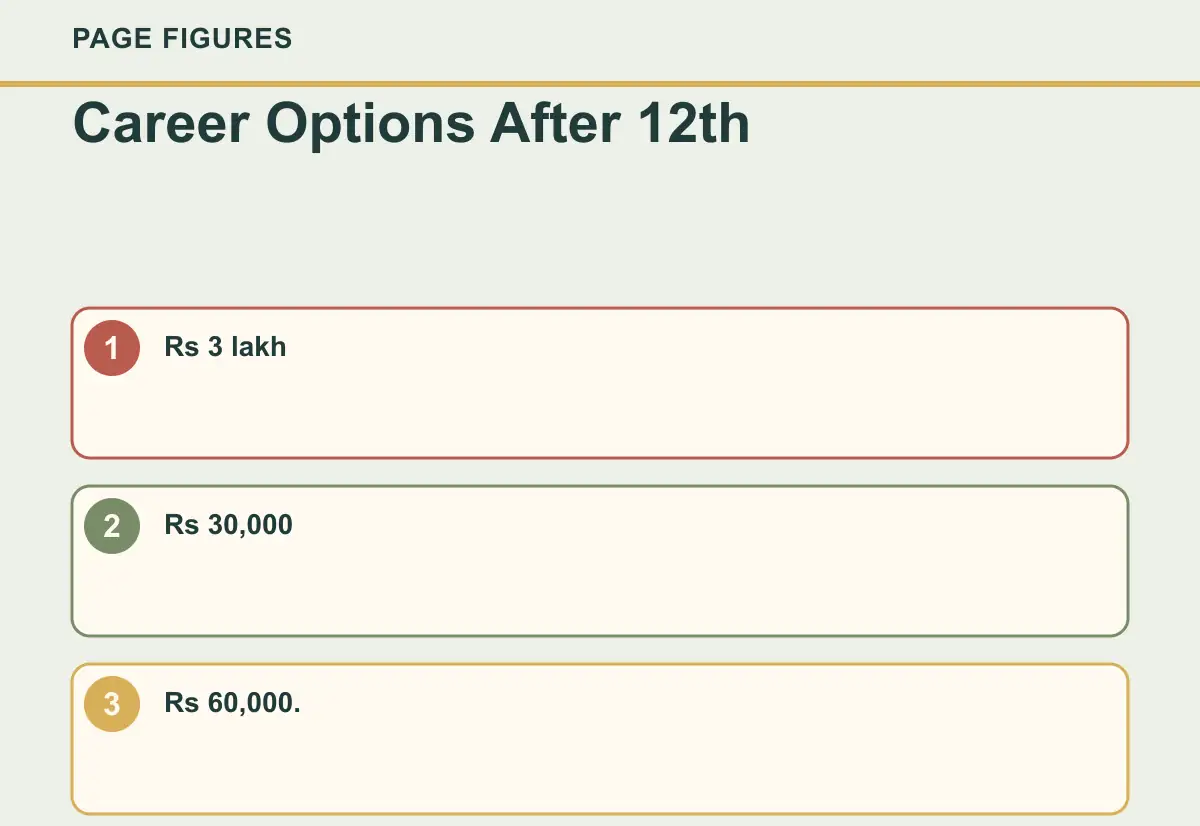 PAGE FIGURES
Career Options After 12th
1 Rs 3 lakh
2 Rs 30,000
3 Rs 60,000.